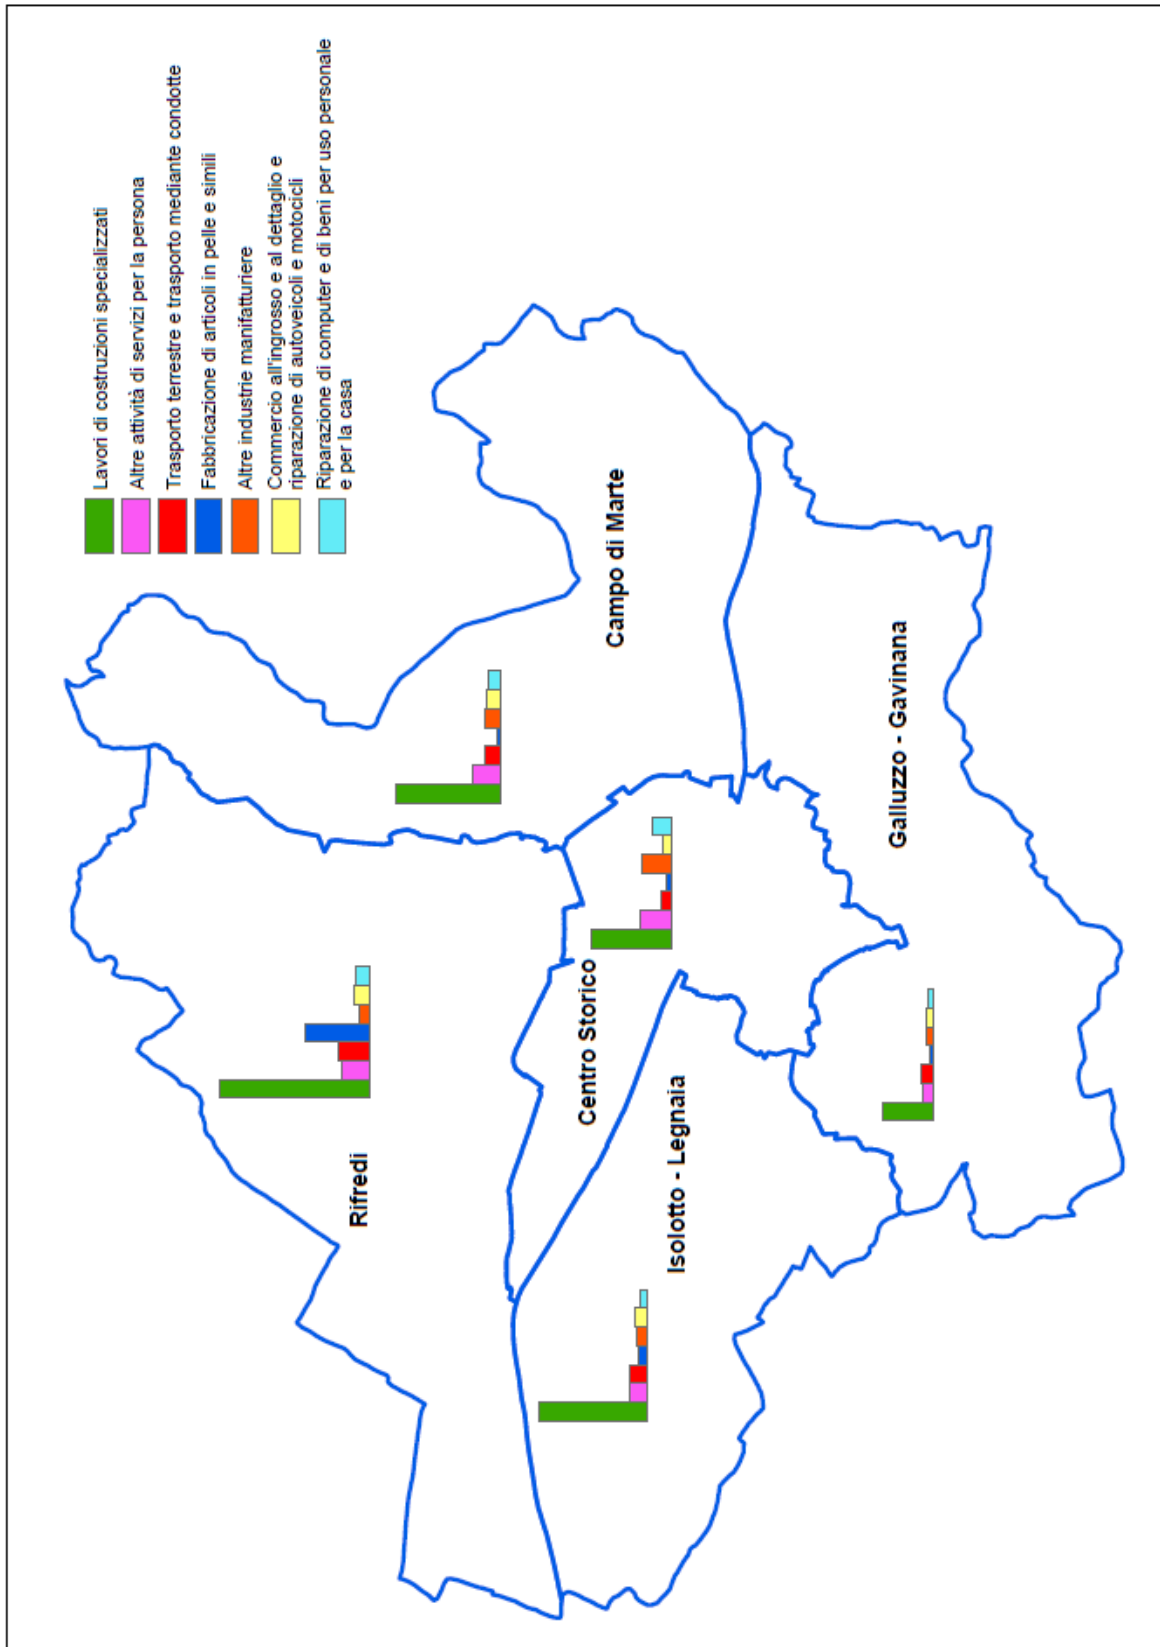 Lavori di costruzioni specializzati
Altre attività di servizi per la persona
Trasporto terrestre e trasporto mediante condotte
Fabbricazione di articoli in pelle e simili
Altre industrie manifatturiere
Commercio all'ingrosso e al dettaglio e
riparazione di autoveicoli e motocicli
Riparazione di computer e di beni per uso personale
e per la casa
Rifredi
Campo di Marte
Centro Storico
Isolotto - Legnaia
Galluzzo - Gavinana